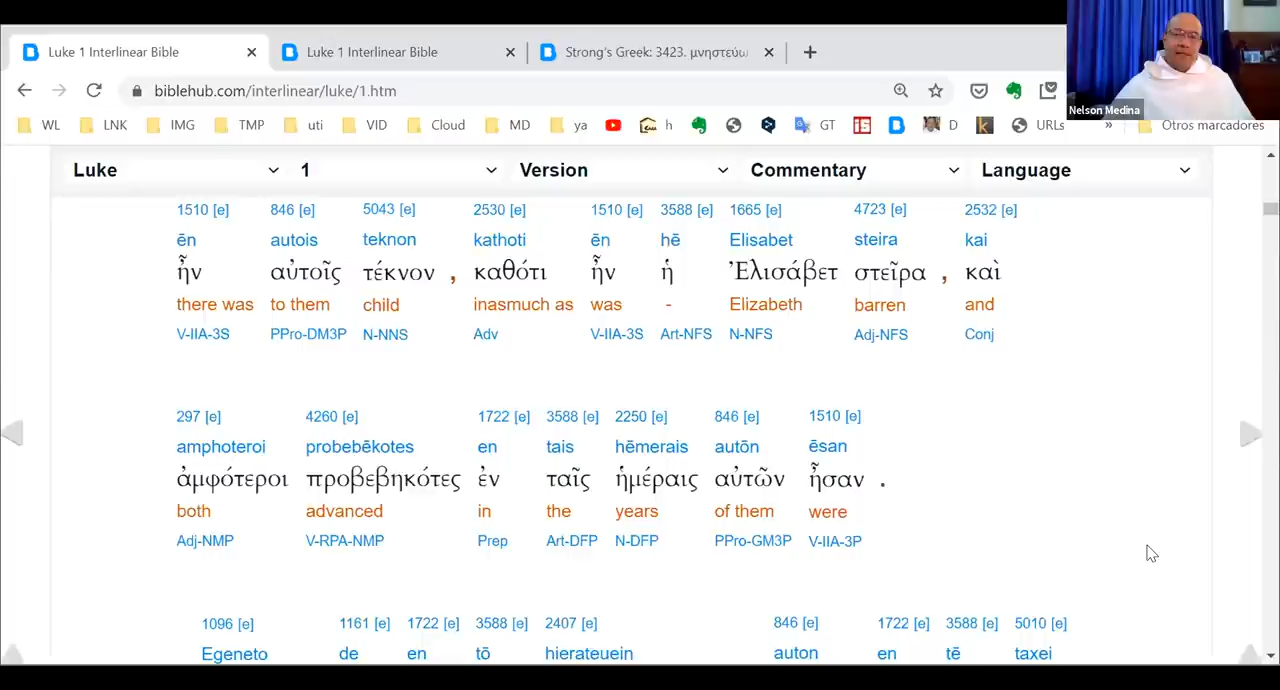 Luke 1 Interlinear Bible
Luke 1 Interlinear Bible
Strong's Greek: 3423. μνηστεύω
biblehub.com/interlinear/luke/1.htm
Nelson Medina
WL LNK IMG TMP uti VID Cloud MD ya h GT D URLs » Otros marcadores
Luke 1 Version Commentary Language
1510 [e] 846 [e] 5043 [e] 2530 [e] 1510 [e] 3588 [e] 1665 [e] 4723 [e] 2532 [e]
ēn autois teknon kathoti ēn hē Elisabet steira kai
ἦν αὐτοῖς τέκνον , καθότι ἦν ἡ Ἐλισάβετ στεῖρα , καὶ
there was to them child inasmuch as was - Elizabeth barren and
V-IIA-3S PPro-DM3P N-NNS Adv V-IIA-3S Art-NFS N-NFS Adj-NFS Conj
297 [e] 4260 [e] 1722 [e] 3588 [e] 2250 [e] 846 [e] 1510 [e]
amphoteroi probebēkotes en tais hēmerais autōn ēsan
ἀμφότεροι προβεβηκότες ἐν ταῖς ἡμέραις αὐτῶν ἦσαν .
both advanced in the years of them were
Adj-NMP V-RPA-NMP Prep Art-DFP N-DFP PPro-GM3P V-IIA-3P
1096 [e] 1161 [e] 1722 [e] 3588 [e] 2407 [e] 846 [e] 1722 [e] 3588 [e] 5010 [e]
Egeneto de en tō hierateuein auton en tē taxei